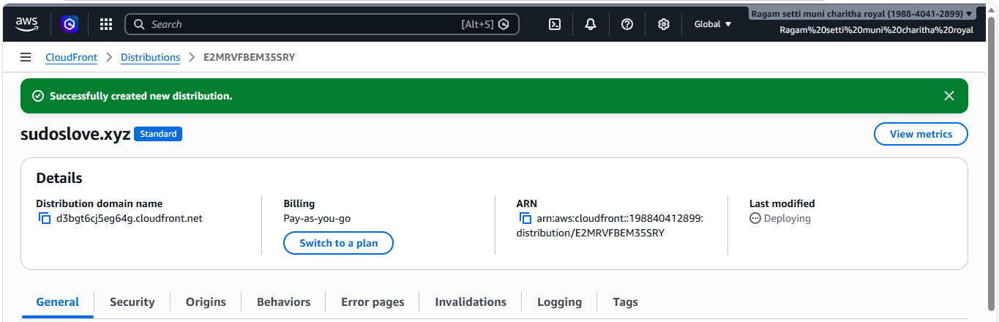 aws
Search
[Alt+S]
Global
Ragam setti muni charitha royal (1988-4041-2899)
Ragam%20setti%20muni%20charitha%20royal
CloudFront
Distributions
E2MRVFBEM35SRY
Successfully created new distribution.
sudoslove.xyz
Standard
View metrics
Details
Distribution domain name
d3bgt6cj5eg64g.cloudfront.net
Billing
Pay-as-you-go
Switch to a plan
ARN
arn:aws:cloudfront::198840412899:
distribution/E2MRVFBEM35SRY
Last modified
Deploying
General
Security
Origins
Behaviors
Error pages
Invalidations
Logging
Tags